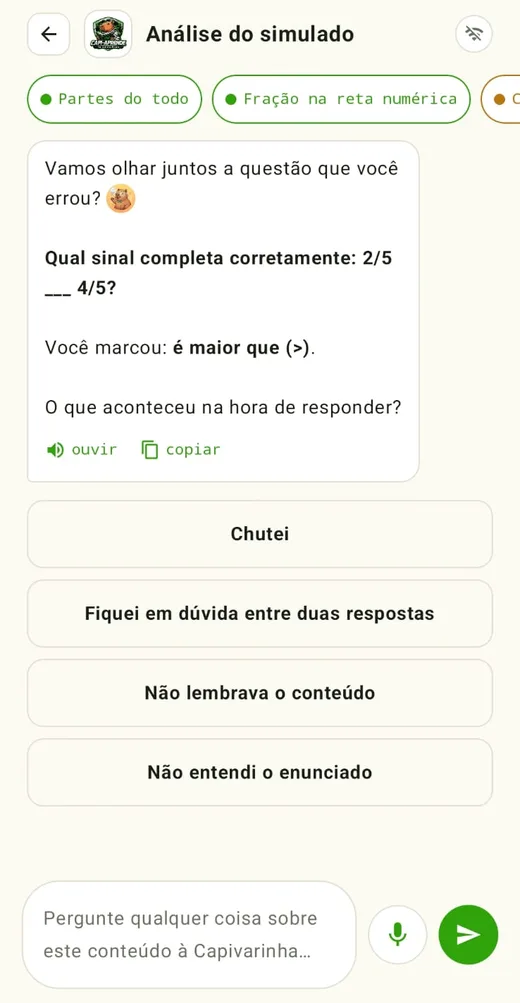 CAPI-APRENDE
Análise do simulado
Partes do todo
Fração na reta numérica
Vamos olhar juntos a questão que você
errou?
Qual sinal completa corretamente: 2/5
___ 4/5?
Você marcou: é maior que (>).
O que aconteceu na hora de responder?
ouvir
copiar
Chutei
Fiquei em dúvida entre duas respostas
Não lembrava o conteúdo
Não entendi o enunciado
Pergunte qualquer coisa sobre
este conteúdo à Capivarinha…